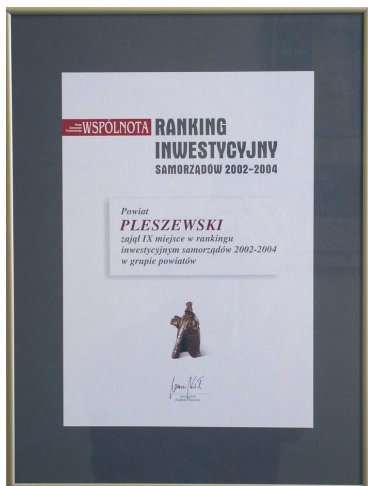 WSPÓLNOTA
RANKING
INWESTYCYJNY
SAMORZĄDÓW 2002-2004
Powiat
PLESZEWSKI
zajął IX miejsce w rankingu
inwestycyjnym samorządów 2002-2004
w grupie powiatów